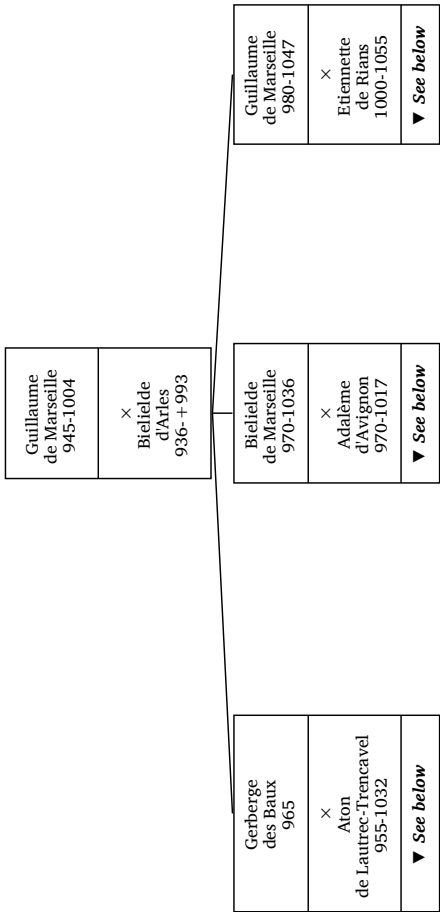 Guillaume
de Marseille
945-1004
×
Bielielde
d'Arles
936-+993
Gerberge
des Baux
965
×
Aton
de Lautrec-Trencavel
955-1032
▼ See below
Bielielde
de Marseille
970-1036
×
Adalème
d'Avignon
970-1017
▼ See below
Guillaume
de Marseille
980-1047
×
Etiennette
de Rians
1000-1055
▼ See below